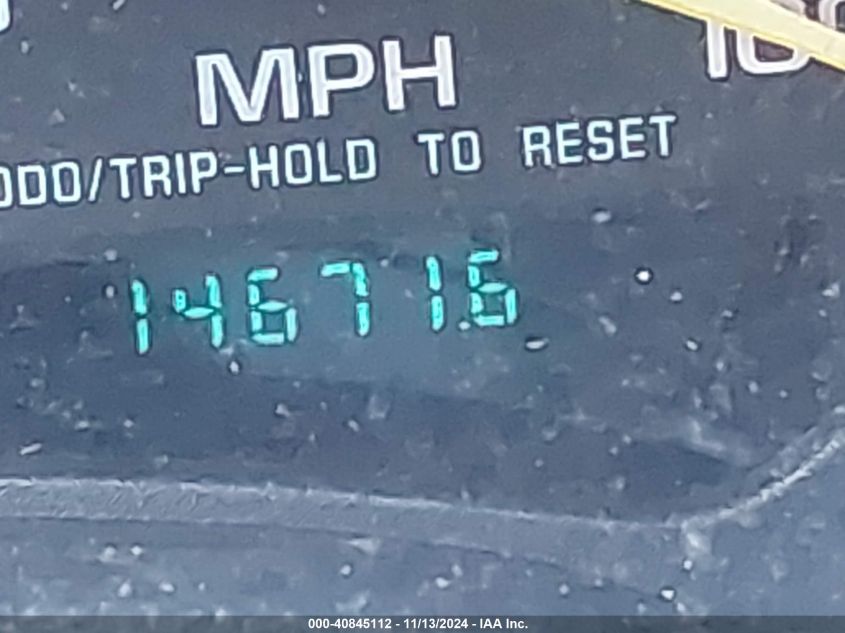 MPH
ODO/TRIP-HOLD TO RESET
146716
000-40845112 - 11/13/2024 - IAA Inc.